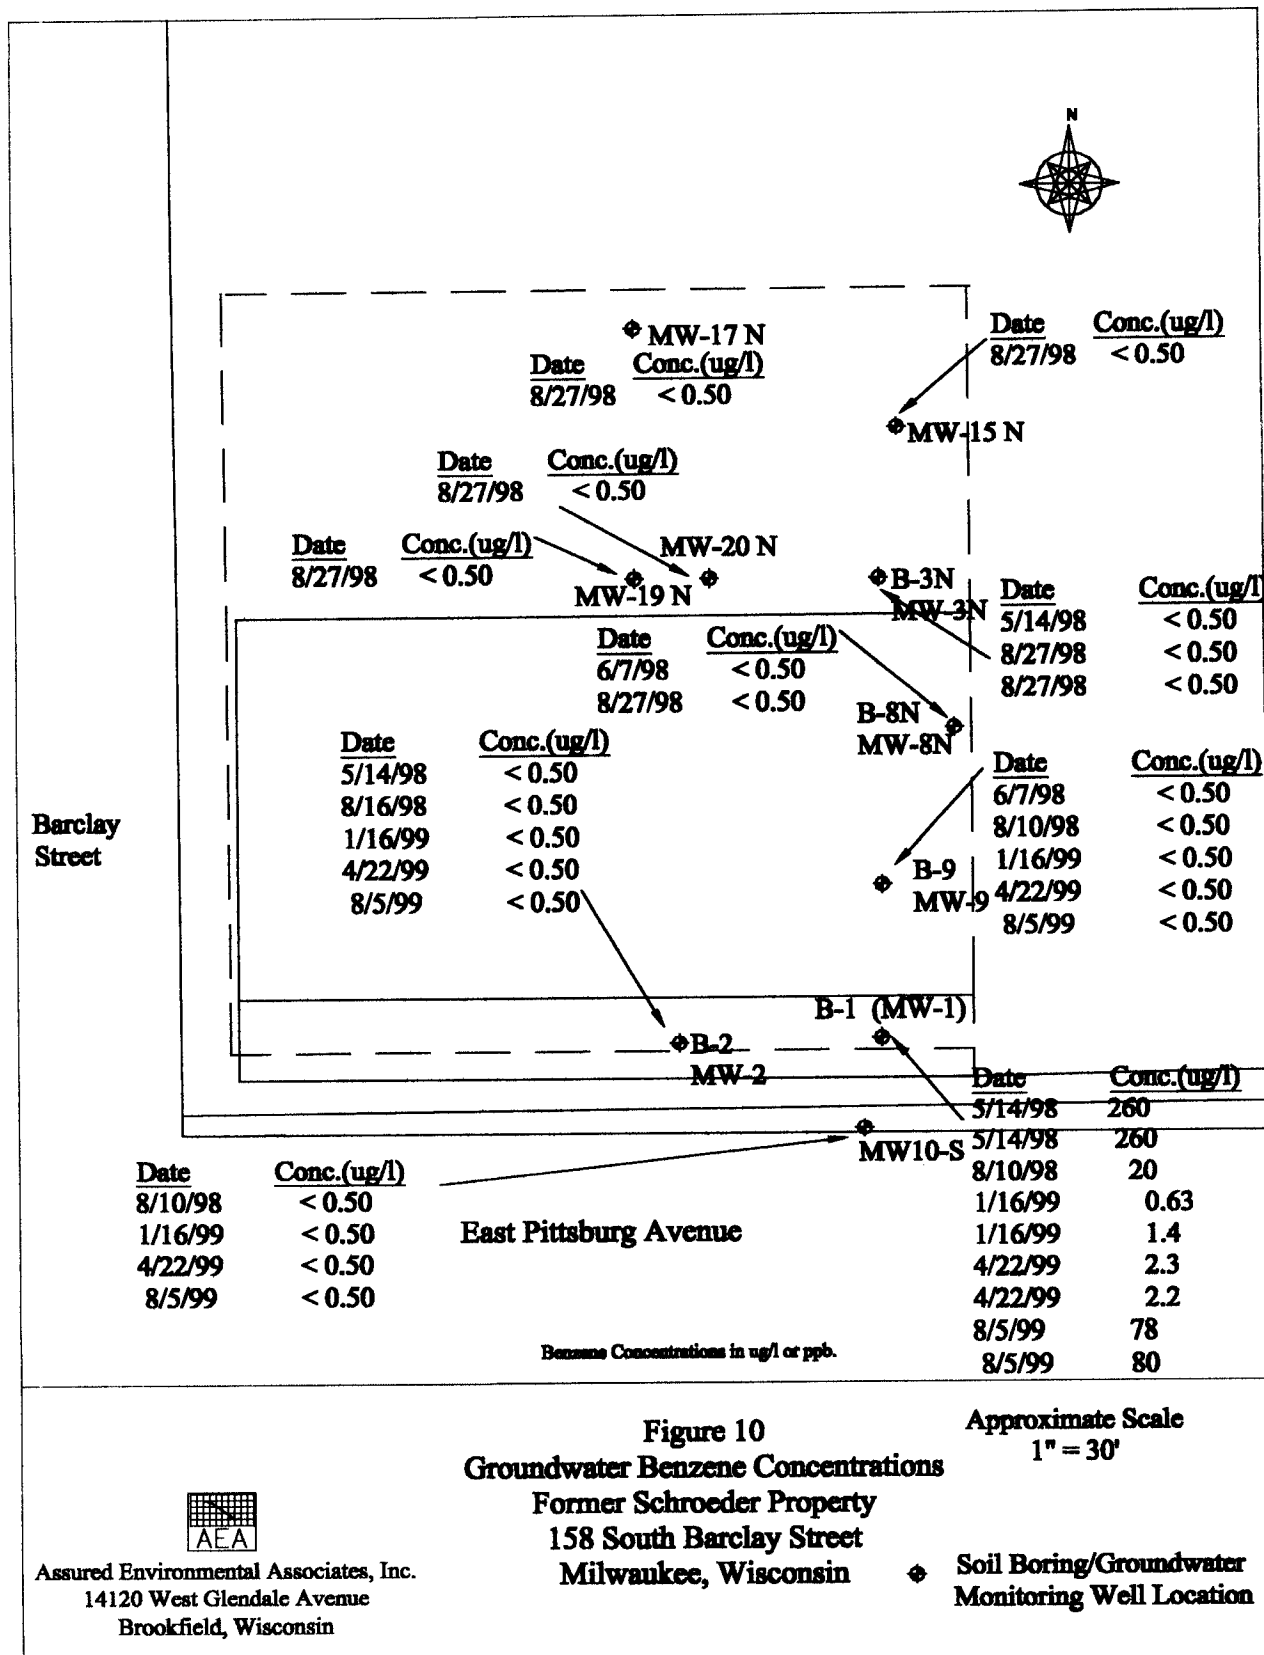 N
MW-17 N
Date Conc.(ug/l)
8/27/98 < 0.50
Date Conc.(ug/l)
8/27/98 < 0.50
MW-15 N
Date Conc.(ug/l)
8/27/98 < 0.50
Date Conc.(ug/l)
8/27/98 < 0.50
MW-20 N
MW-19 N
B-3N
MW-3N
Date Conc.(ug/l)
5/14/98 < 0.50
8/27/98 < 0.50
8/27/98 < 0.50
Date Conc.(ug/l)
6/7/98 < 0.50
8/27/98 < 0.50
B-8N
MW-8N
Date Conc.(ug/l)
5/14/98 < 0.50
8/16/98 < 0.50
1/16/99 < 0.50
4/22/99 < 0.50
8/5/99 < 0.50
Date Conc.(ug/l)
6/7/98 < 0.50
8/10/98 < 0.50
1/16/99 < 0.50
4/22/99 < 0.50
8/5/99 < 0.50
B-9
MW-9
Barclay
Street
B-1 (MW-1)
B-2
MW-2
Date Conc.(ug/l)
5/14/98 260
5/14/98 260
8/10/98 20
1/16/99 0.63
1/16/99 1.4
4/22/99 2.3
4/22/99 2.2
8/5/99 78
8/5/99 80
MW10-S
Date Conc.(ug/l)
8/10/98 < 0.50
1/16/99 < 0.50
4/22/99 < 0.50
8/5/99 < 0.50
East Pittsburg Avenue
Benzene Concentrations in ug/l or ppb.
Figure 10
Groundwater Benzene Concentrations
Former Schroeder Property
158 South Barclay Street
Milwaukee, Wisconsin
Approximate Scale
1" = 30'
AEA
Assured Environmental Associates, Inc.
14120 West Glendale Avenue
Brookfield, Wisconsin
Soil Boring/Groundwater
Monitoring Well Location